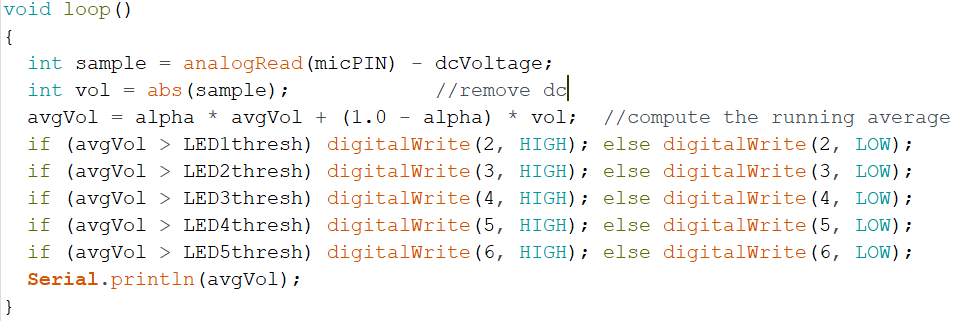 void loop()
{
  int sample = analogRead(micPIN) - dcVoltage;
  int vol = abs(sample);            //remove dc
  avgVol = alpha * avgVol + (1.0 - alpha) * vol;  //compute the running average
  if (avgVol > LED1thresh) digitalWrite(2, HIGH); else digitalWrite(2, LOW);
  if (avgVol > LED2thresh) digitalWrite(3, HIGH); else digitalWrite(3, LOW);
  if (avgVol > LED3thresh) digitalWrite(4, HIGH); else digitalWrite(4, LOW);
  if (avgVol > LED4thresh) digitalWrite(5, HIGH); else digitalWrite(5, LOW);
  if (avgVol > LED5thresh) digitalWrite(6, HIGH); else digitalWrite(6, LOW);
  Serial.println(avgVol);
}